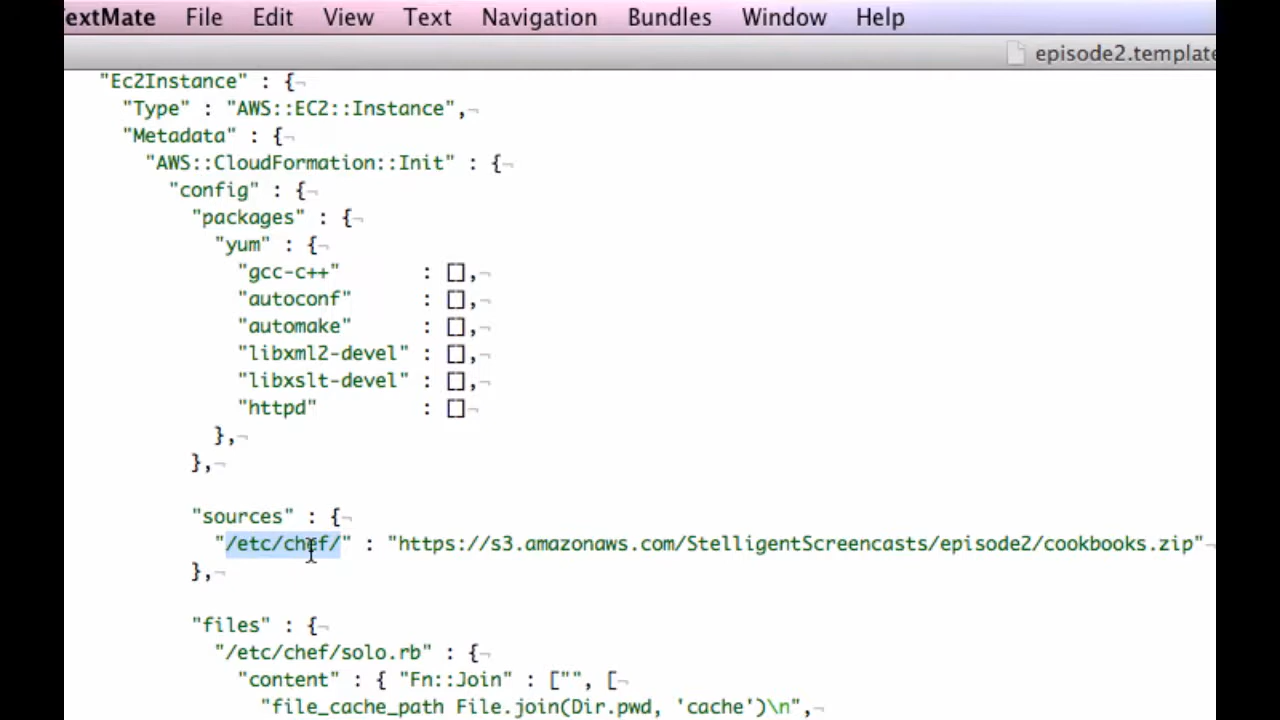 extMate File Edit View Text Navigation Bundles Window Help
episode2.template
"Ec2Instance" : {¬
"Type" : "AWS::EC2::Instance",¬
"Metadata" : {¬
"AWS::CloudFormation::Init" : {¬
"config" : {¬
"packages" : {¬
"yum" : {¬
"gcc-c++" : [],¬
"autoconf" : [],¬
"automake" : [],¬
"libxml2-devel" : [],¬
"libxslt-devel" : [],¬
"httpd" : []¬
},¬
},¬
"sources" : {¬
"/etc/chef/" : "https://s3.amazonaws.com/StelligentScreencasts/episode2/cookbooks.zip"¬
},¬
"files" : {¬
"/etc/chef/solo.rb" : {¬
"content" : { "Fn::Join" : ["", [¬
"file_cache_path File.join(Dir.pwd, 'cache')\n",¬